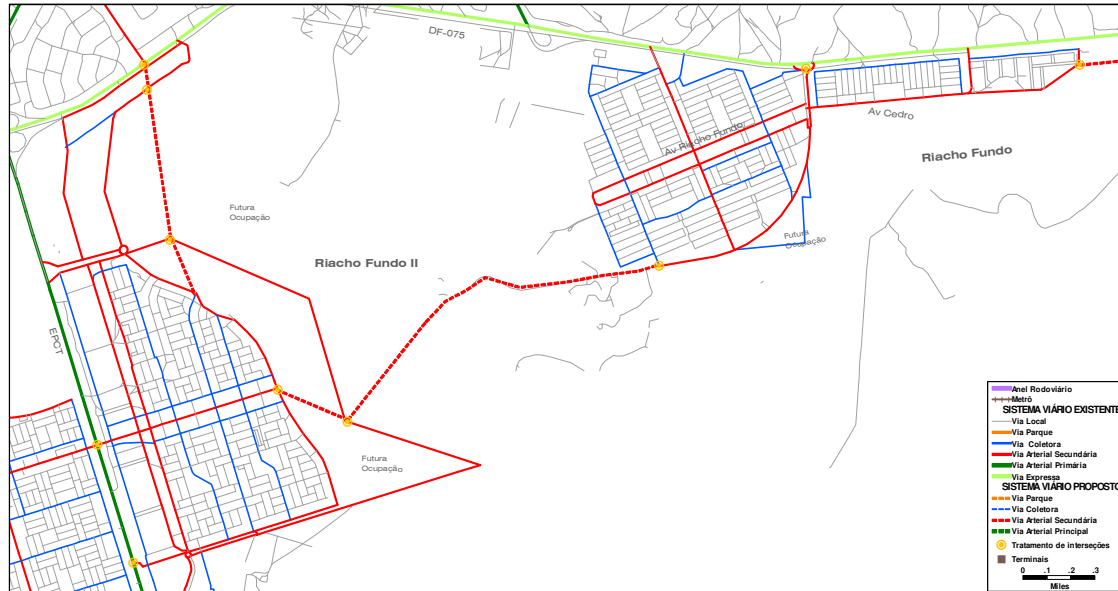 DF-075
Av Cedro
Av Riacho Fundo
Riacho Fundo
Futura
Ocupação
Futura
Ocupação
Riacho Fundo II
EPCT
Futura
Ocupação
Anel Rodoviário
Metrô
SISTEMA VIÁRIO EXISTENTE
Via Local
Via Parque
Via Coletora
Via Arterial Secundária
Via Arterial Primária
Via Expressa
SISTEMA VIÁRIO PROPOSTO
Via Parque
Via Coletora
Via Arterial Secundária
Via Arterial Principal
Tratamento de interseções
Terminais
0 .1 .2 .3
Miles